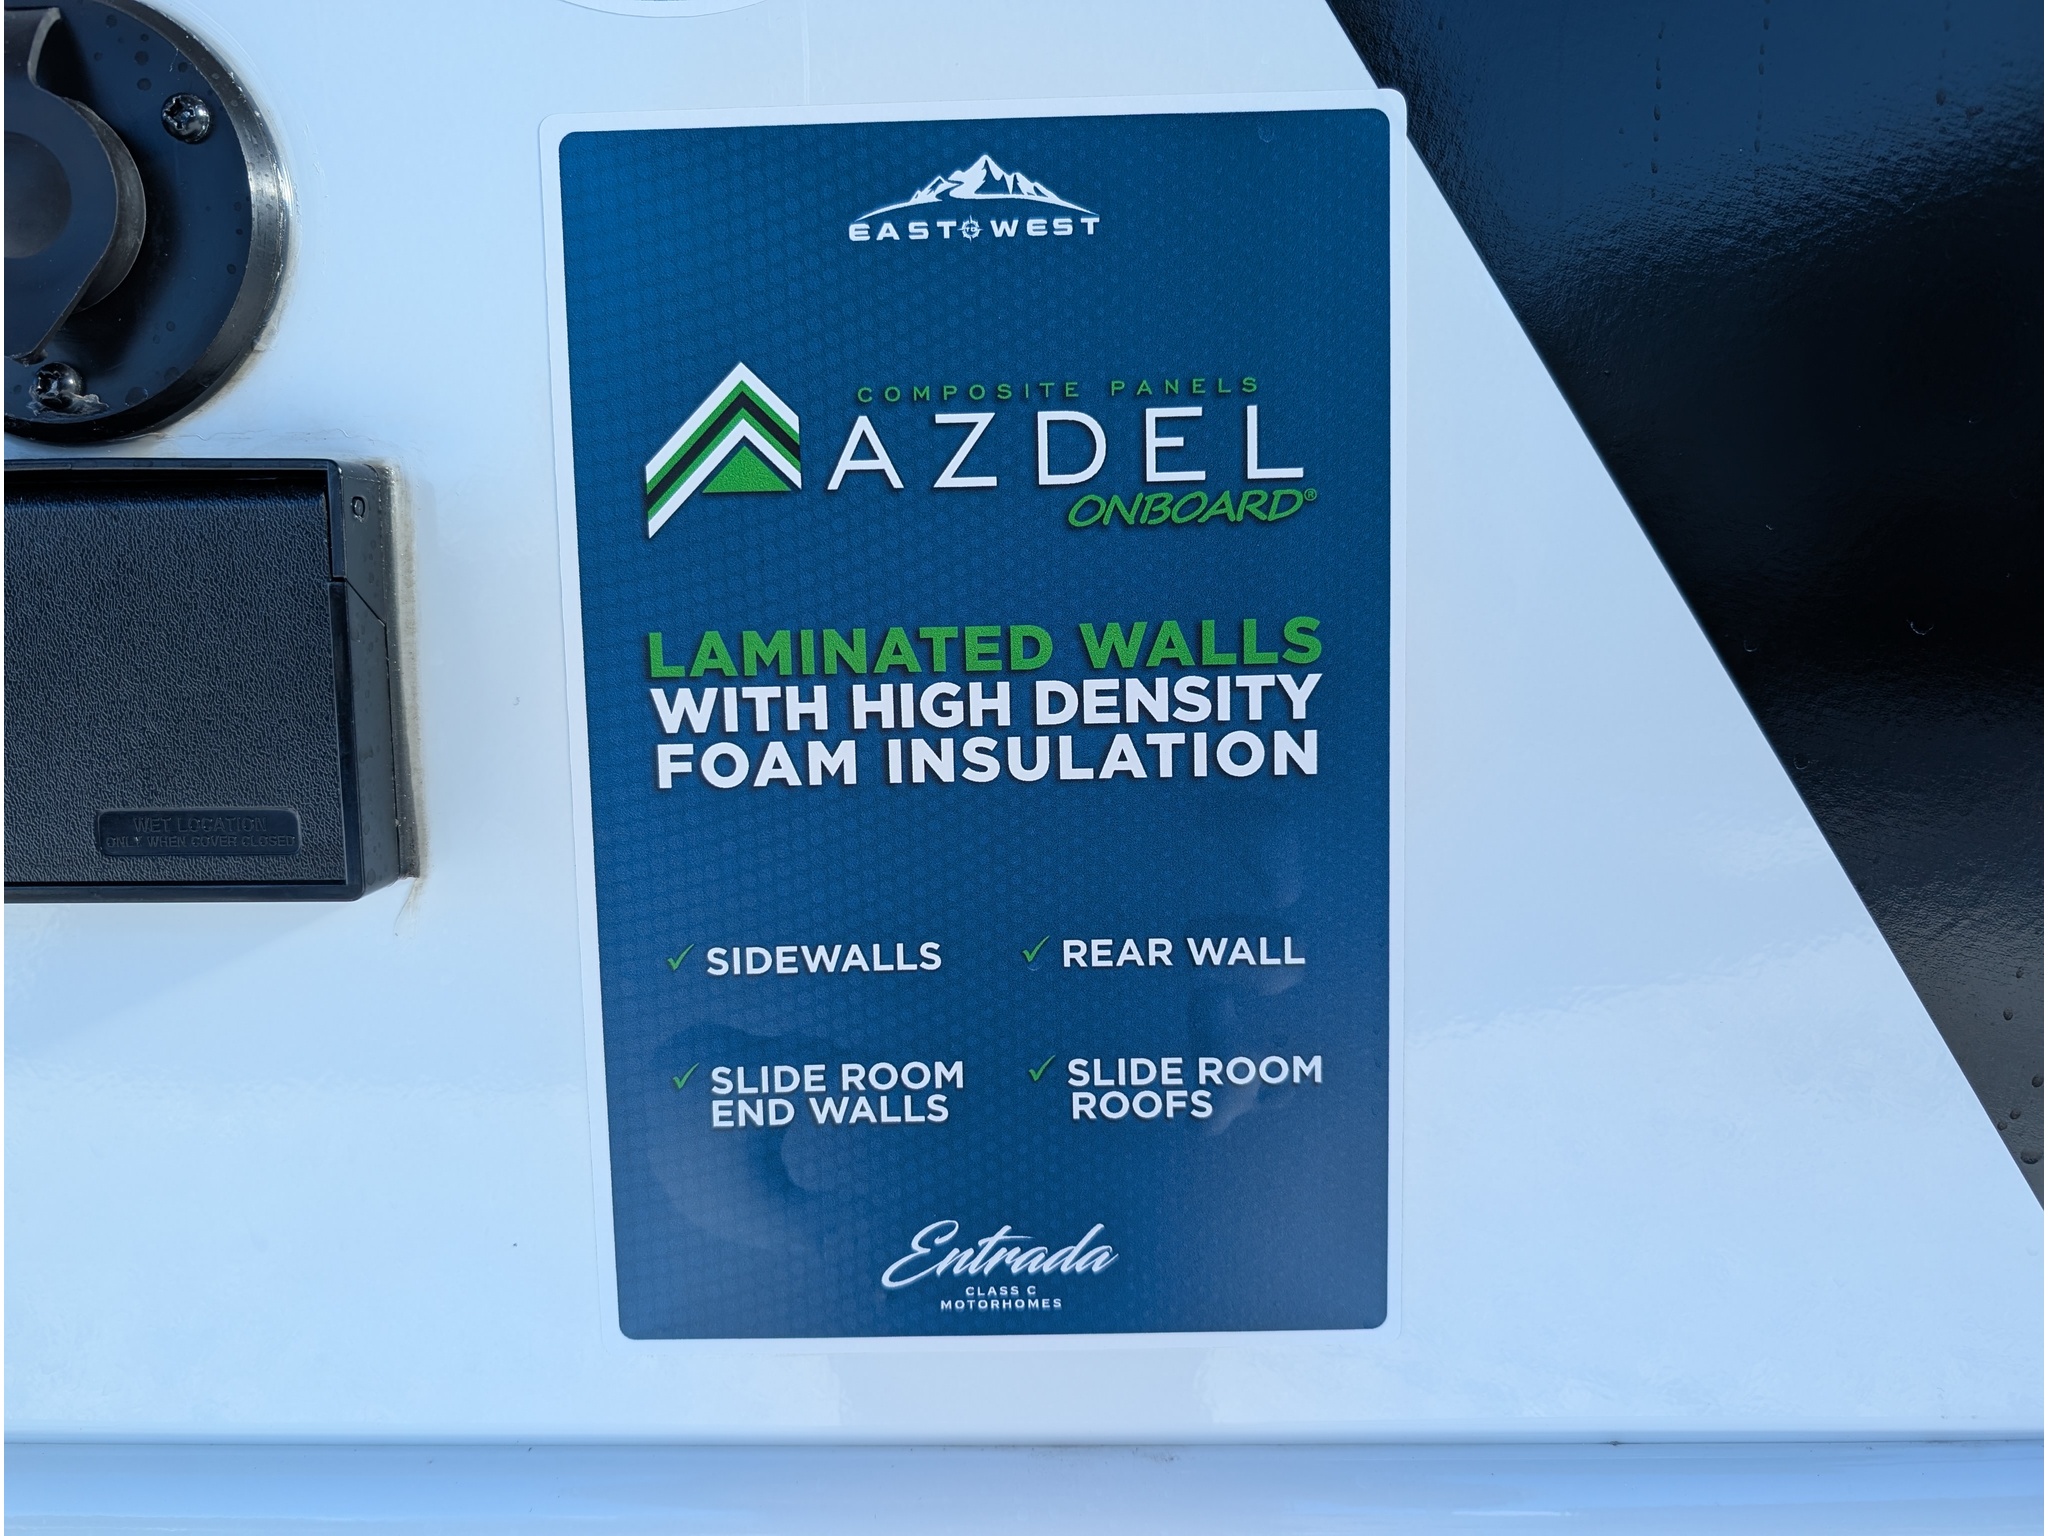 EAST TO WEST
COMPOSITE PANELS
AZDEL
ONBOARD®
LAMINATED WALLS
WITH HIGH DENSITY
FOAM INSULATION
✓ SIDEWALLS
✓ REAR WALL
✓ SLIDE ROOM
END WALLS
✓ SLIDE ROOM
ROOFS
Entrada
CLASS C
MOTORHOMES
WET LOCATION
ONLY WHEN COVER CLOSED